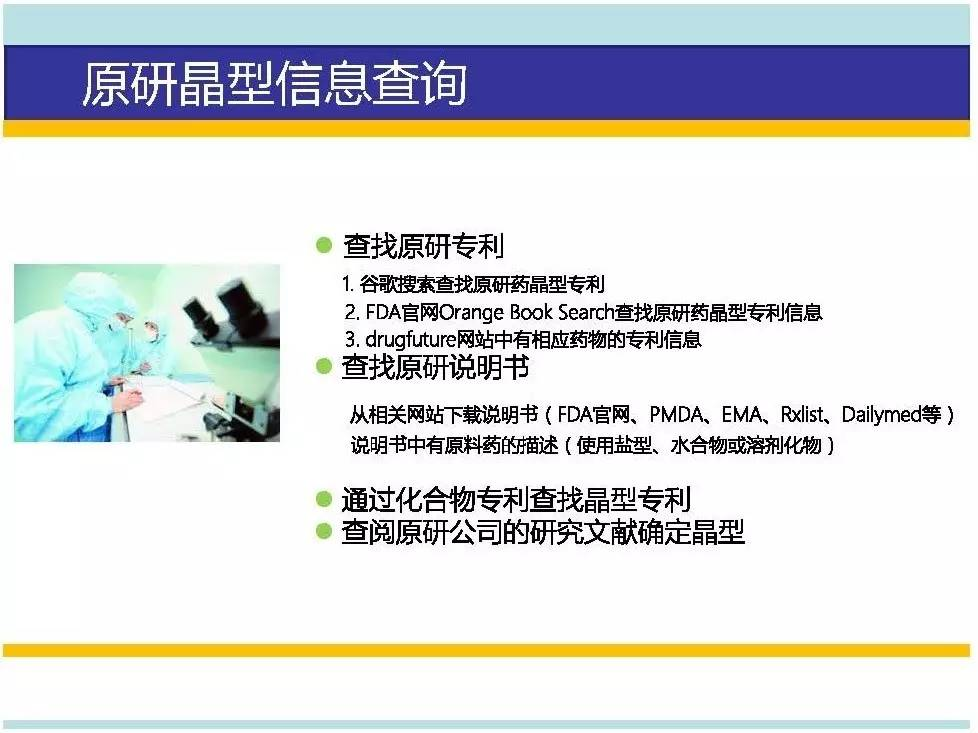 原研晶型信息查询
查找原研专利
1. 谷歌搜索查找原研药晶型专利
2. FDA官网Orange Book Search查找原研药晶型专利信息
3. drugfuture网站中有相应药物的专利信息
查找原研说明书
从相关网站下载说明书（FDA官网、PMDA、EMA、Rxlist、Dailymed等）
说明书中有原料药的描述（使用盐型、水合物或溶剂化物）
通过化合物专利查找晶型专利
查阅原研公司的研究文献确定晶型